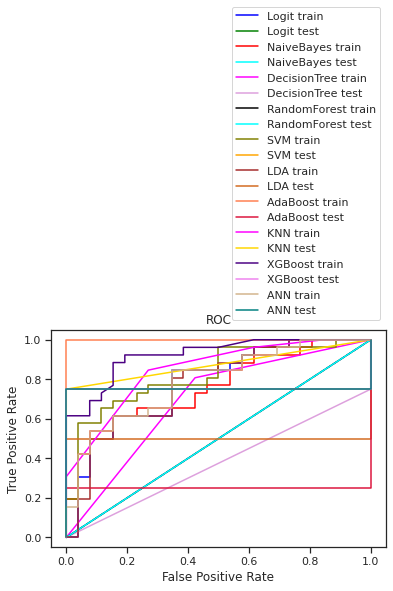 Logit train
Logit test
NaiveBayes train
NaiveBayes test
DecisionTree train
DecisionTree test
RandomForest train
RandomForest test
SVM train
SVM test
LDA train
LDA test
AdaBoost train
AdaBoost test
KNN train
KNN test
XGBoost train
XGBoost test
ANN train
ANN test
ROC
1.0
0.8
0.6
0.4
0.2
0.0
True Positive Rate
0.0 0.2 0.4 0.6 0.8 1.0
False Positive Rate